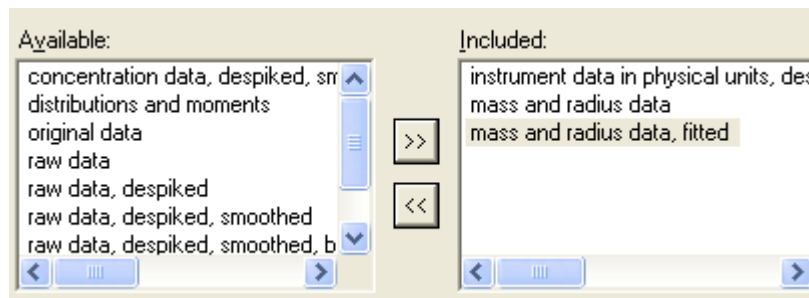 Available:
concentration data, despiked, sm
distributions and moments
original data
raw data
raw data, despiked
raw data, despiked, smoothed
raw data, despiked, smoothed, b
>>
<<
Included:
instrument data in physical units, des
mass and radius data
mass and radius data, fitted